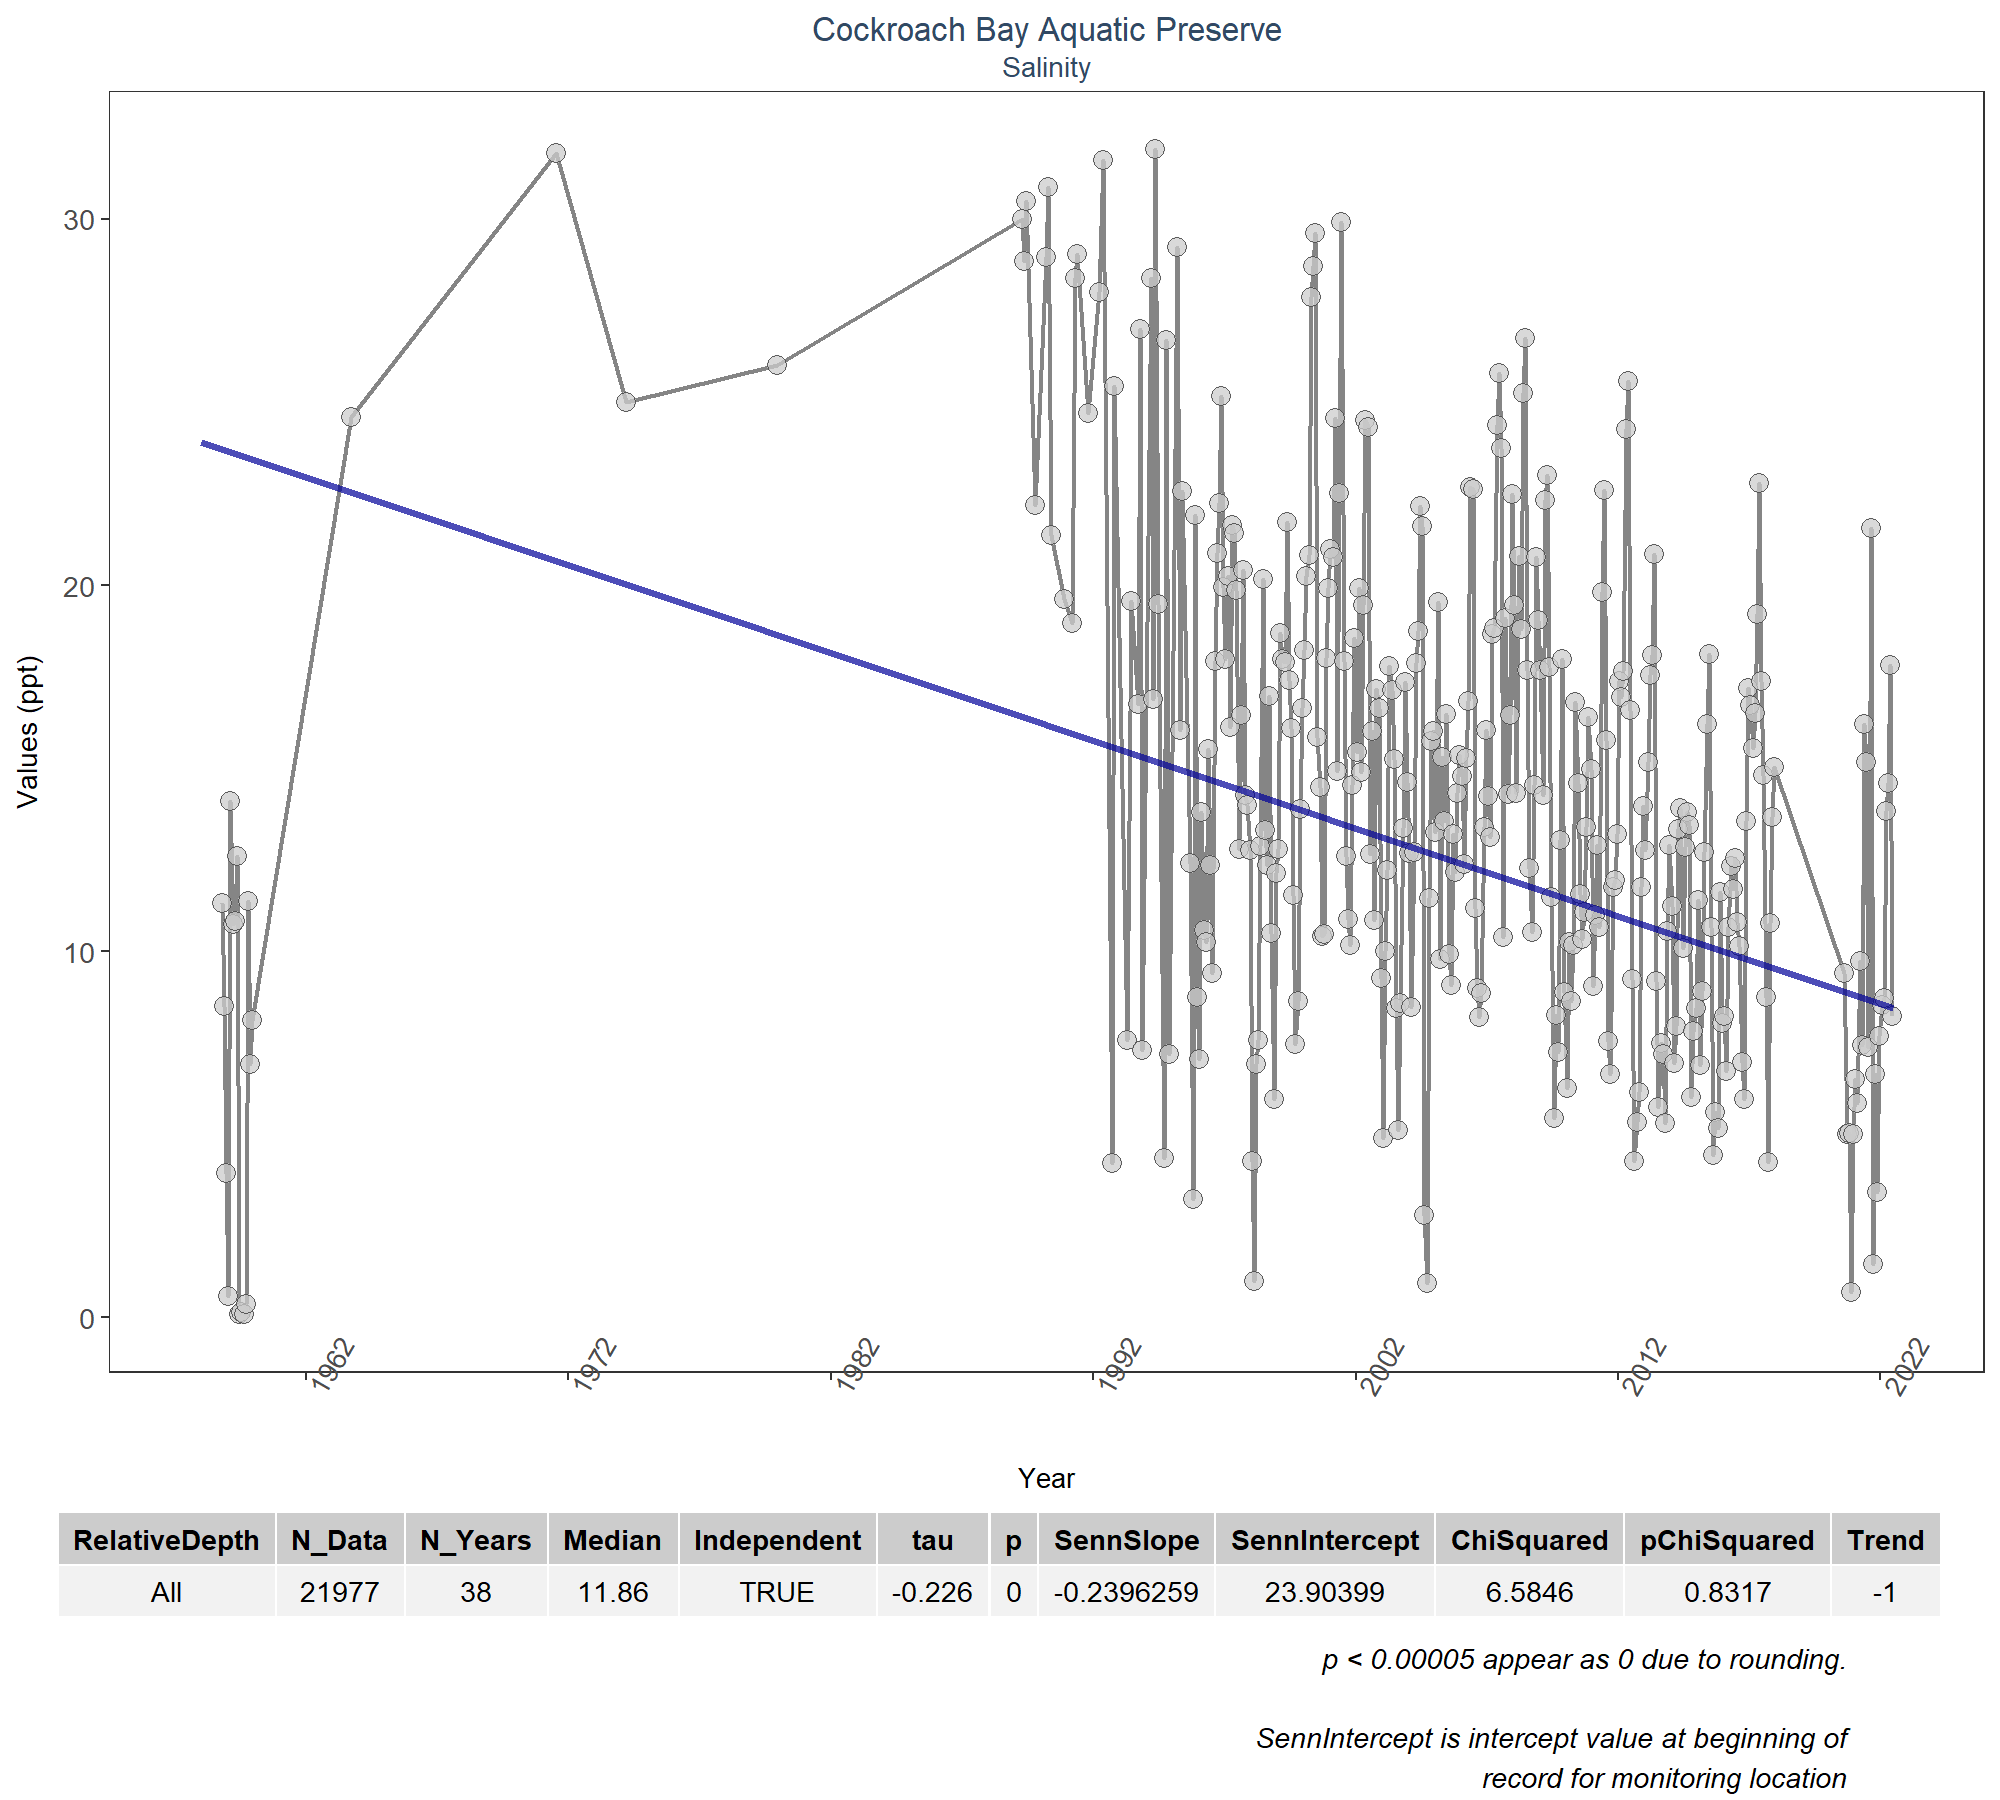 Cockroach Bay Aquatic Preserve
Salinity
Values (ppt)
30
20
10
0
1962 1972 1982 1992 2002 2012 2022
Year
RelativeDepth N_Data N_Years Median Independent tau p SennSlope SennIntercept ChiSquared pChiSquared Trend
All 21977 38 11.86 TRUE -0.226 0 -0.2396259 23.90399 6.5846 0.8317 -1
p < 0.00005 appear as 0 due to rounding.
SennIntercept is intercept value at beginning of
record for monitoring location